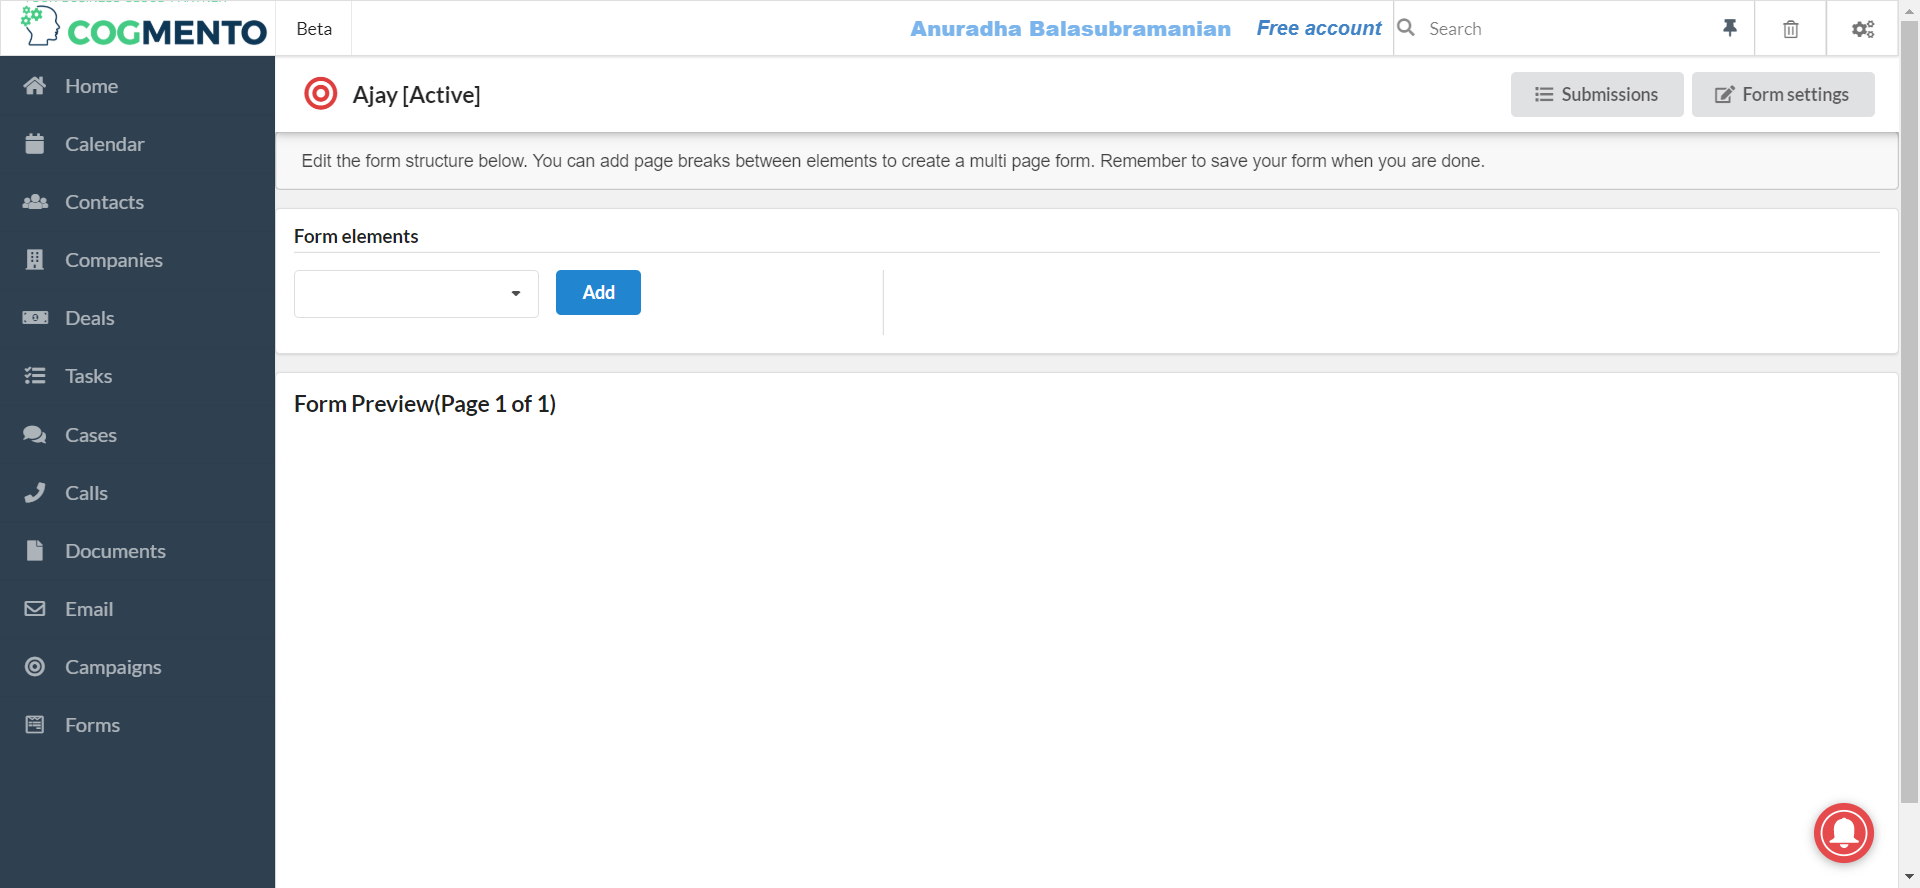 COGMENTO
Beta
Anuradha Balasubramanian
Free account
Search
Home
Calendar
Contacts
Companies
Deals
Tasks
Cases
Calls
Documents
Email
Campaigns
Forms
Ajay [Active]
Submissions
Form settings
Edit the form structure below. You can add page breaks between elements to create a multi page form. Remember to save your form when you are done.
Form elements
Add
Form Preview(Page 1 of 1)